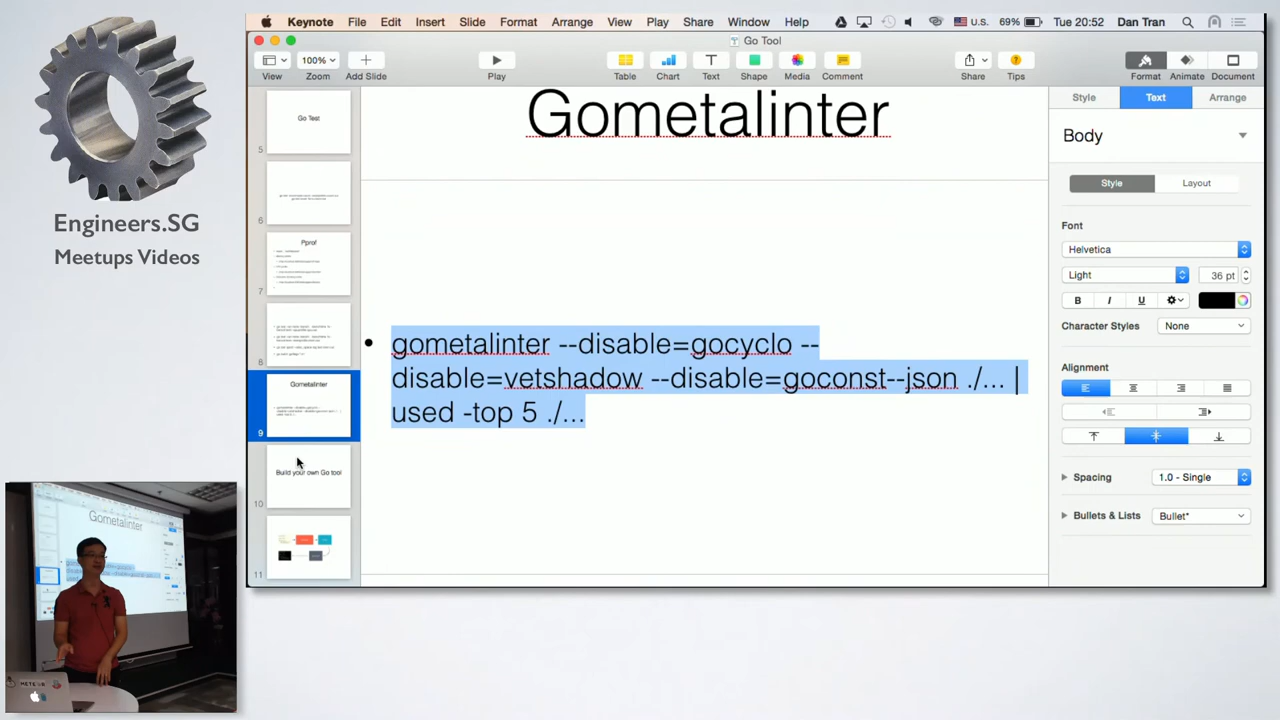 Keynote File Edit Insert Slide Format Arrange View Play Share Window Help U.S. 69% Tue 20:52 Dan Tran
Go Tool
100%
View Zoom Add Slide Play Table Chart Text Shape Media Comment Share Tips Format Animate Document
Engineers.SG
Meetups Videos
Go Test
5
6
Pprof
7
8
Gometalinter
9
Build your own Go tool
10
11
Gometalinter
• gometalinter --disable=gocyclo --
disable=vetshadow --disable=goconst--json ./... |
used -top 5 ./...
Style Text Arrange
Body
Style Layout
Font
Helvetica
Light 36 pt
B I U
Character Styles
Alignment
Spacing 1.0 - Single
Bullets & Lists Bullet*
Gometalinter
METEOR